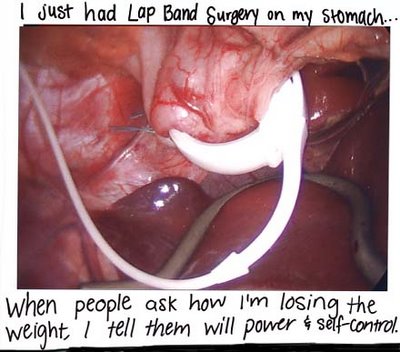 I just had Lap Band Surgery on my stomach...
When people ask how I'm losing the
weight, I tell them will power & self-control.